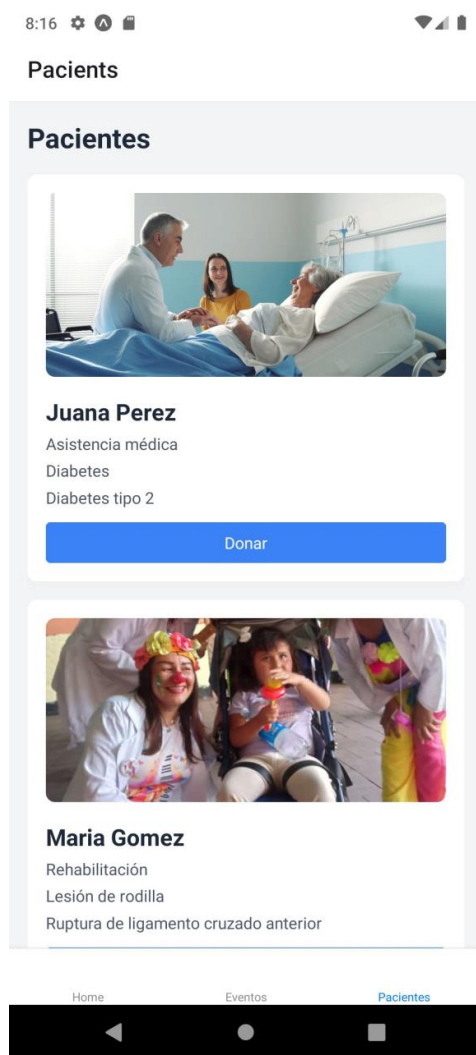 8:16
Pacients
Pacientes
Juana Perez
Asistencia médica
Diabetes
Diabetes tipo 2
Donar
Maria Gomez
Rehabilitación
Lesión de rodilla
Ruptura de ligamento cruzado anterior
Home Eventos Pacientes